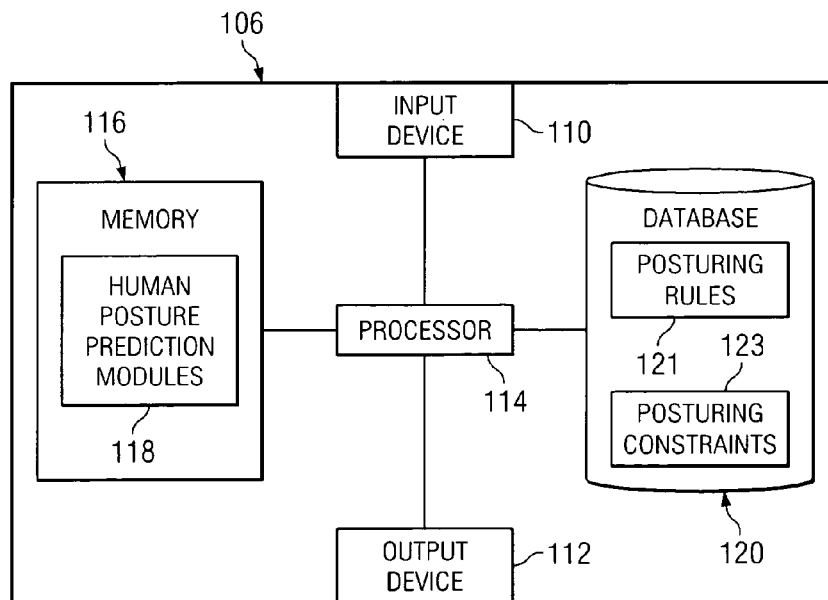 106
INPUT
DEVICE
110
116
MEMORY
HUMAN
POSTURE
PREDICTION
MODULES
118
PROCESSOR
114
DATABASE
POSTURING
RULES
121
123
POSTURING
CONSTRAINTS
120
OUTPUT
DEVICE
112